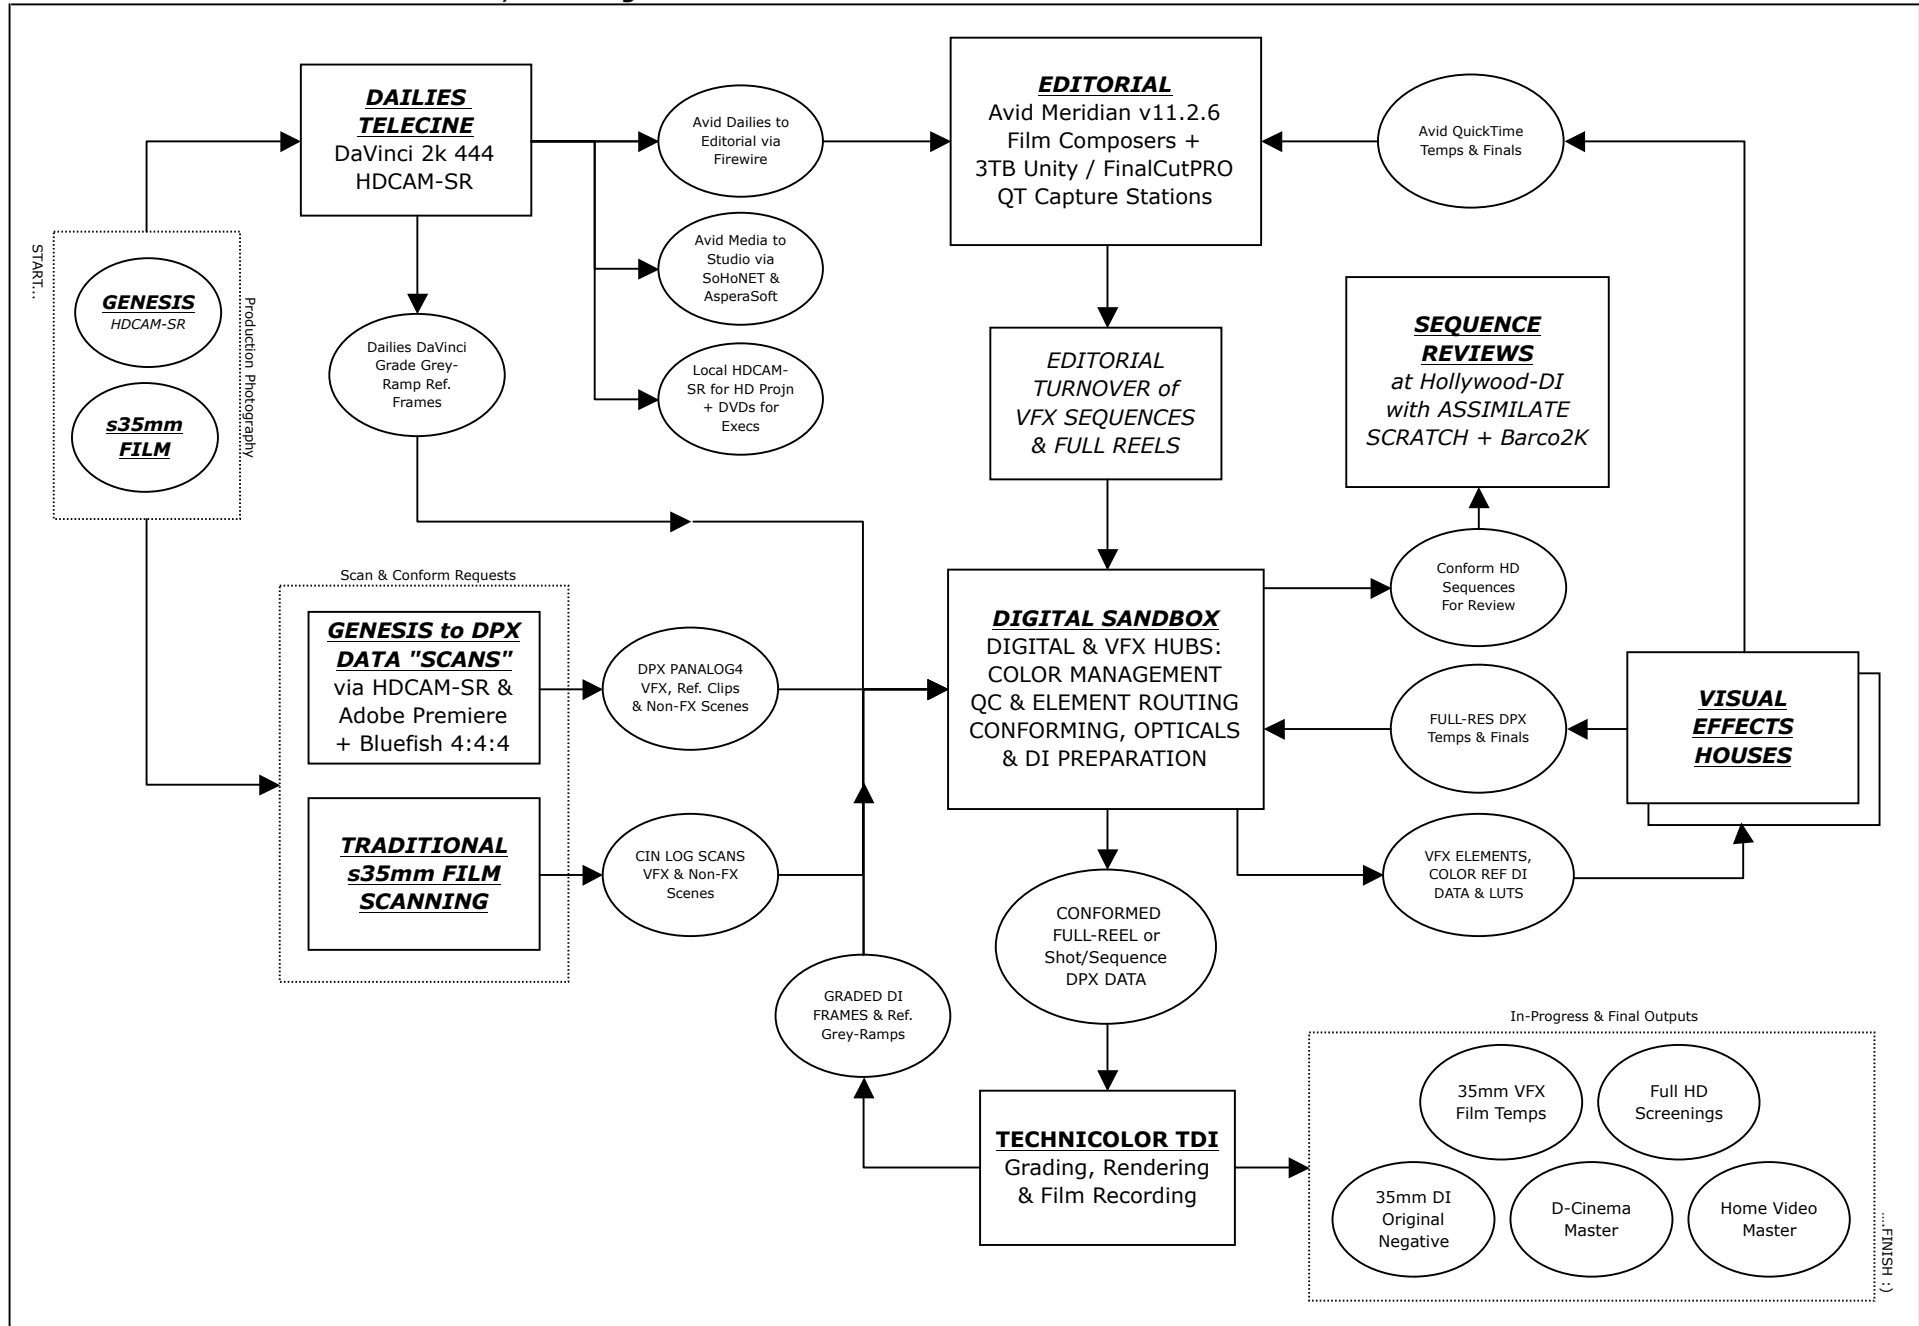 START...
Production Photography
GENESIS
HDCAM-SR
s35mm
FILM
DAILIES
TELECINE
DaVinci 2k 444
HDCAM-SR
Avid Dailies to
Editorial via
Firewire
Avid Media to
Studio via
SoHoNET &
AsperaSoft
Local HDCAM-
SR for HD Projn
+ DVDs for
Execs
Dailies DaVinci
Grade Grey-
Ramp Ref.
Frames
EDITORIAL
Avid Meridian v11.2.6
Film Composers +
3TB Unity / FinalCutPRO
QT Capture Stations
Avid QuickTime
Temps & Finals
EDITORIAL
TURNOVER of
VFX SEQUENCES
& FULL REELS
SEQUENCE
REVIEWS
at Hollywood-DI
with ASSIMILATE
SCRATCH + Barco2K
Conform HD
Sequences
For Review
Scan & Conform Requests
GENESIS to DPX
DATA "SCANS"
via HDCAM-SR &
Adobe Premiere
+ Bluefish 4:4:4
DPX PANALOG4
VFX, Ref. Clips
& Non-FX Scenes
TRADITIONAL
s35mm FILM
SCANNING
CIN LOG SCANS
VFX & Non-FX
Scenes
DIGITAL SANDBOX
DIGITAL & VFX HUBS:
COLOR MANAGEMENT
QC & ELEMENT ROUTING
CONFORMING, OPTICALS
& DI PREPARATION
FULL-RES DPX
Temps & Finals
VISUAL
EFFECTS
HOUSES
VFX ELEMENTS,
COLOR REF DI
DATA & LUTS
CONFORMED
FULL-REEL or
Shot/Sequence
DPX DATA
GRADED DI
FRAMES & Ref.
Grey-Ramps
TECHNICOLOR TDI
Grading, Rendering
& Film Recording
In-Progress & Final Outputs
35mm VFX
Film Temps
Full HD
Screenings
35mm DI
Original
Negative
D-Cinema
Master
Home Video
Master
...FINISH :)